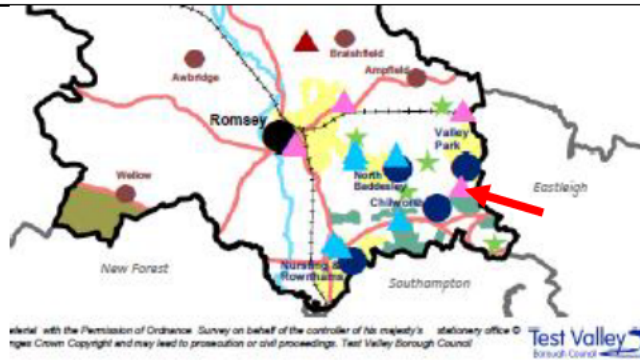 Braishfield
Awbridge
Ampfield
Romsey
Valley
Park
North
Baddesley
Wellow
Eastleigh
Chilworth
New Forest
Nursling &
Rownhams
Southampton
aterial with the Permission of Ordnance Survey on behalf of the controller of his majesty's stationery office ©
nges Crown Copyright and may lead to prosecution or civil proceedings. Test Valley Borough Council
Test Valley
Borough Council